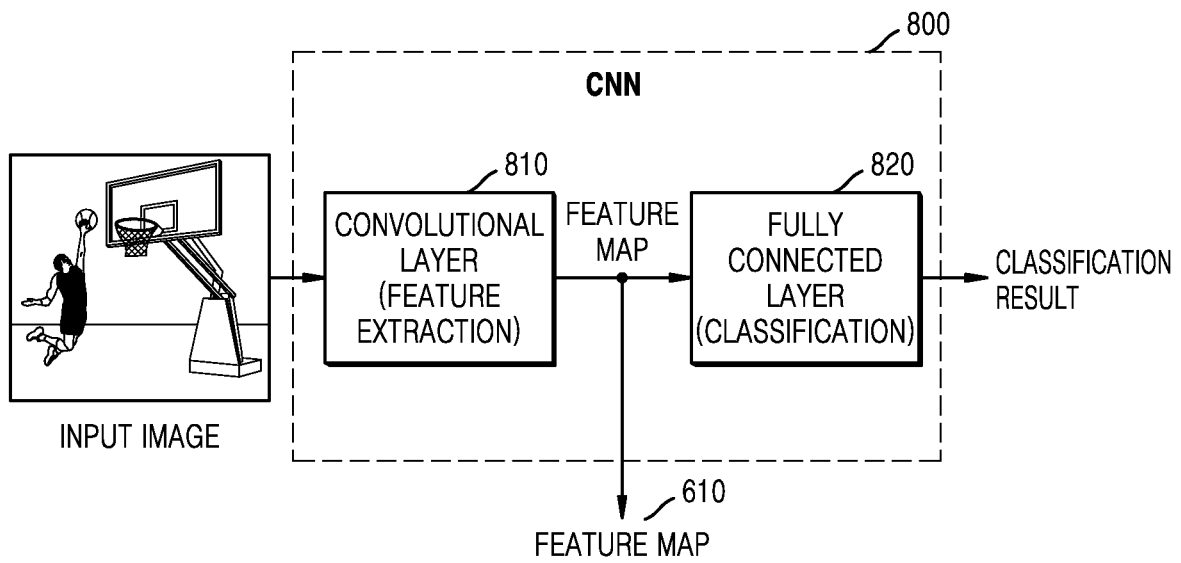 800
CNN
810
820
CONVOLUTIONAL
LAYER
(FEATURE
EXTRACTION)
FEATURE
MAP
FULLY
CONNECTED
LAYER
(CLASSIFICATION)
CLASSIFICATION
RESULT
INPUT IMAGE
610
FEATURE MAP